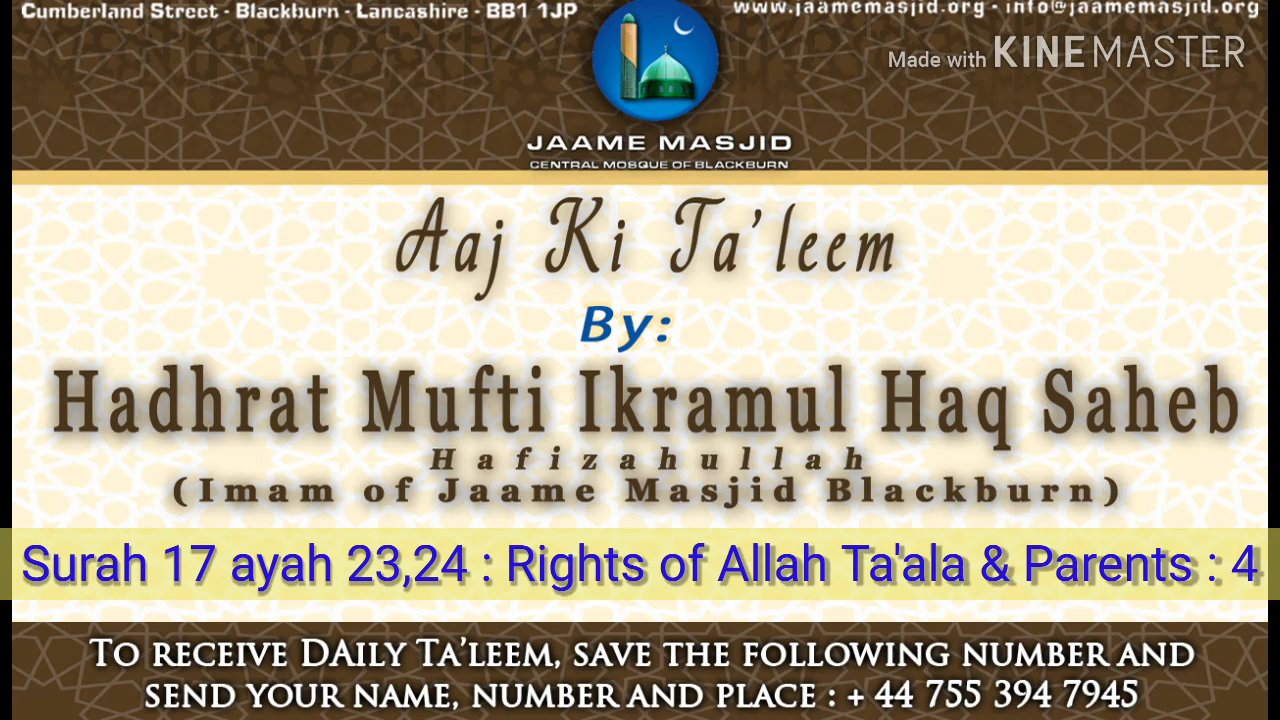 Cumberland Street - Blackburn - Lancashire - BB1 1JP
www.jaamemasjid.org - info@jaamemasjid.org
Made with KINEMASTER
JAAME MASJID
CENTRAL MOSQUE OF BLACKBURN
Aaj Ki Ta'leem
By:
Hadhrat Mufti Ikramul Haq Saheb
Hafizahullah
(Imam of Jaame Masjid Blackburn)
Surah 17 ayah 23,24 : Rights of Allah Ta'ala & Parents : 4
TO RECEIVE DAILY TA'LEEM, SAVE THE FOLLOWING NUMBER AND
SEND YOUR NAME, NUMBER AND PLACE : + 44 755 394 7945